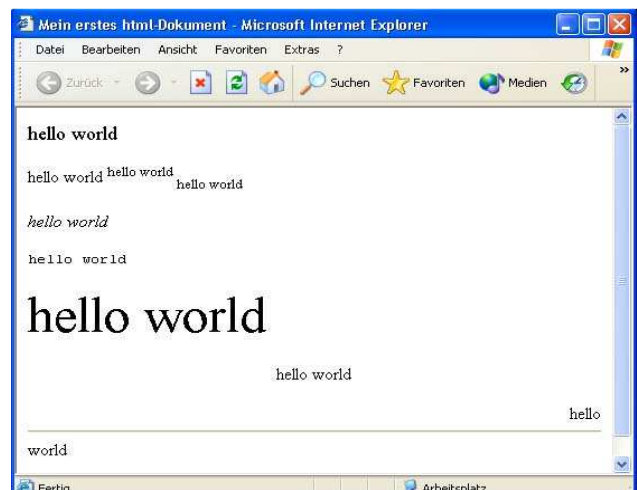 Mein erstes html-Dokument - Microsoft Internet Explorer
Datei Bearbeiten Ansicht Favoriten Extras ?
Zurück Suchen Favoriten Medien »
hello world
hello world hello world hello world
hello world
hello world
hello world
hello world
hello
world
Fertig Arbeitsplatz